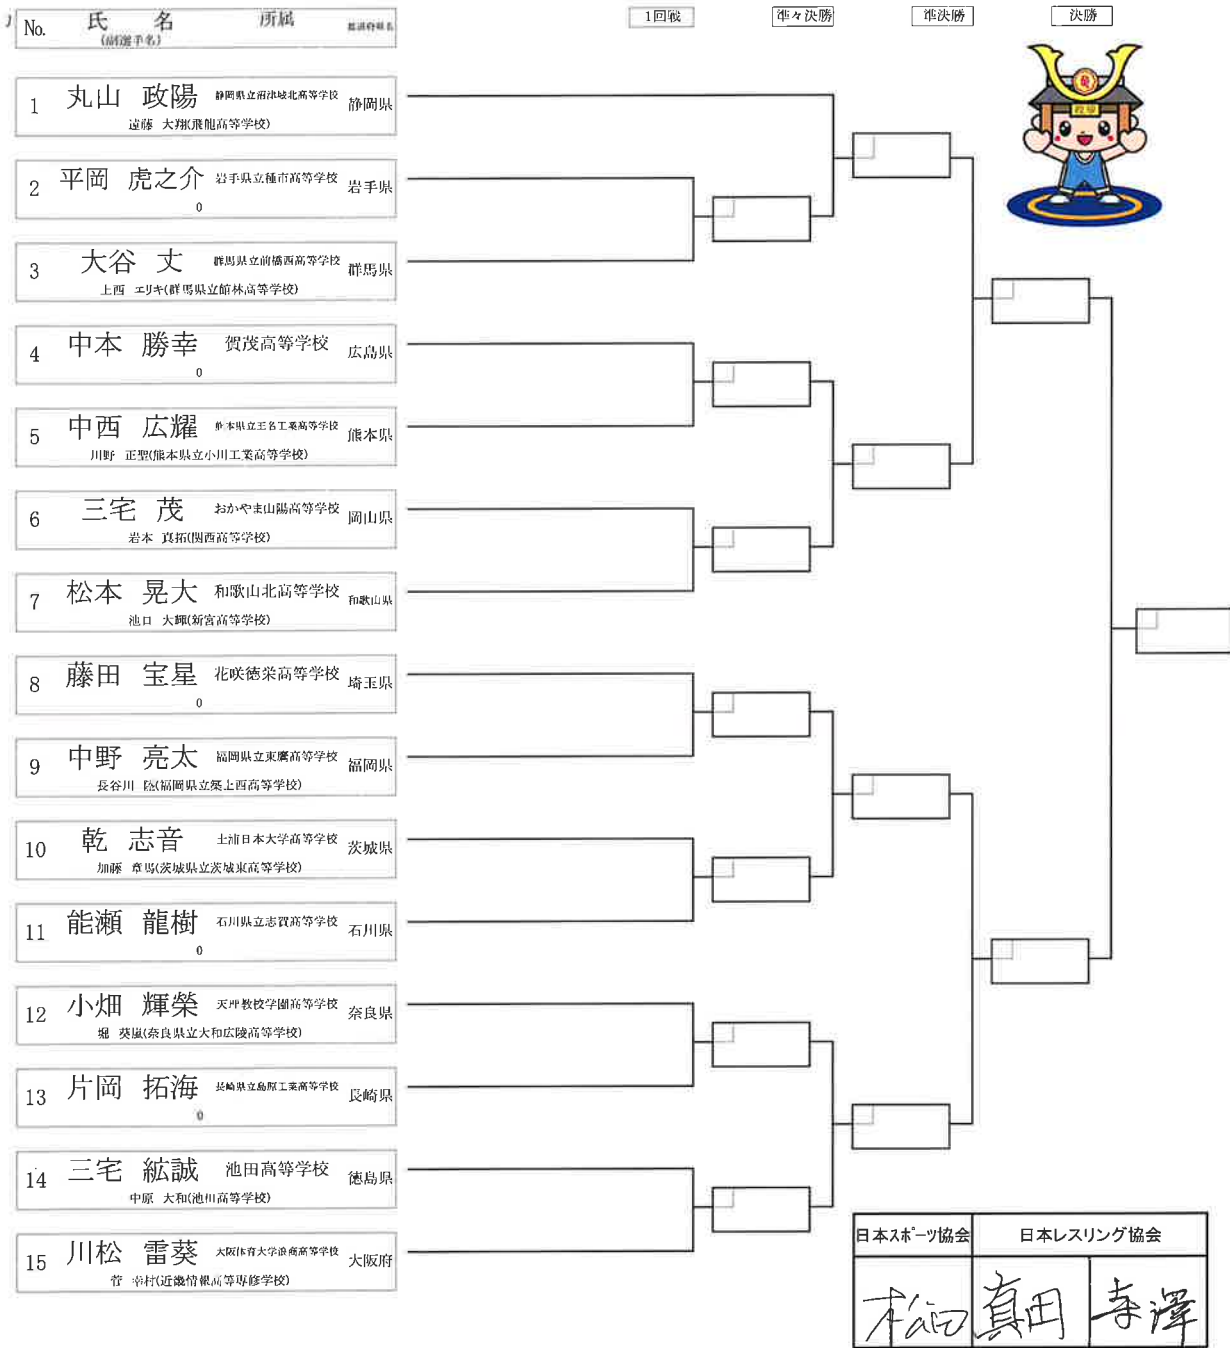 No. 氏 名 所属 都道府県名 1回戦 準々決勝 準決勝 決勝
(副選手名)
1 丸山 政陽 静岡県立沼津城北高等学校 静岡県
遠藤 大翔(飛龍高等学校)
2 平岡 虎之介 岩手県立種市高等学校 岩手県
0
3 大谷 丈 群馬県立前橋西高等学校 群馬県
上西 エリキ(群馬県立館林高等学校)
4 中本 勝幸 賀茂高等学校 広島県
0
5 中西 広耀 熊本県立玉名工業高等学校 熊本県
川野 正聖(熊本県立小川工業高等学校)
6 三宅 茂 おかやま山陽高等学校 岡山県
岩本 真拓(関西高等学校)
7 松本 晃大 和歌山北高等学校 和歌山県
池口 大輝(新宮高等学校)
8 藤田 宝星 花咲徳栄高等学校 埼玉県
0
9 中野 亮太 福岡県立東鷹高等学校 福岡県
長谷川 陸(福岡県立築上西高等学校)
10 乾 志音 土浦日本大学高等学校 茨城県
加藤 章馬(茨城県立茨城東高等学校)
11 能瀬 龍樹 石川県立志賀高等学校 石川県
0
12 小畑 輝榮 天理教校学園高等学校 奈良県
堀 葵嵐(奈良県立大和広陵高等学校)
13 片岡 拓海 長崎県立島原工業高等学校 長崎県
0
14 三宅 紘誠 池田高等学校 徳島県
中原 大和(池田高等学校)
15 川松 雷葵 大阪体育大学浪商高等学校 大阪府
菅 幸村(近畿情報高等専修学校)
日本スポーツ協会 日本レスリング協会
松田 真田 寺澤